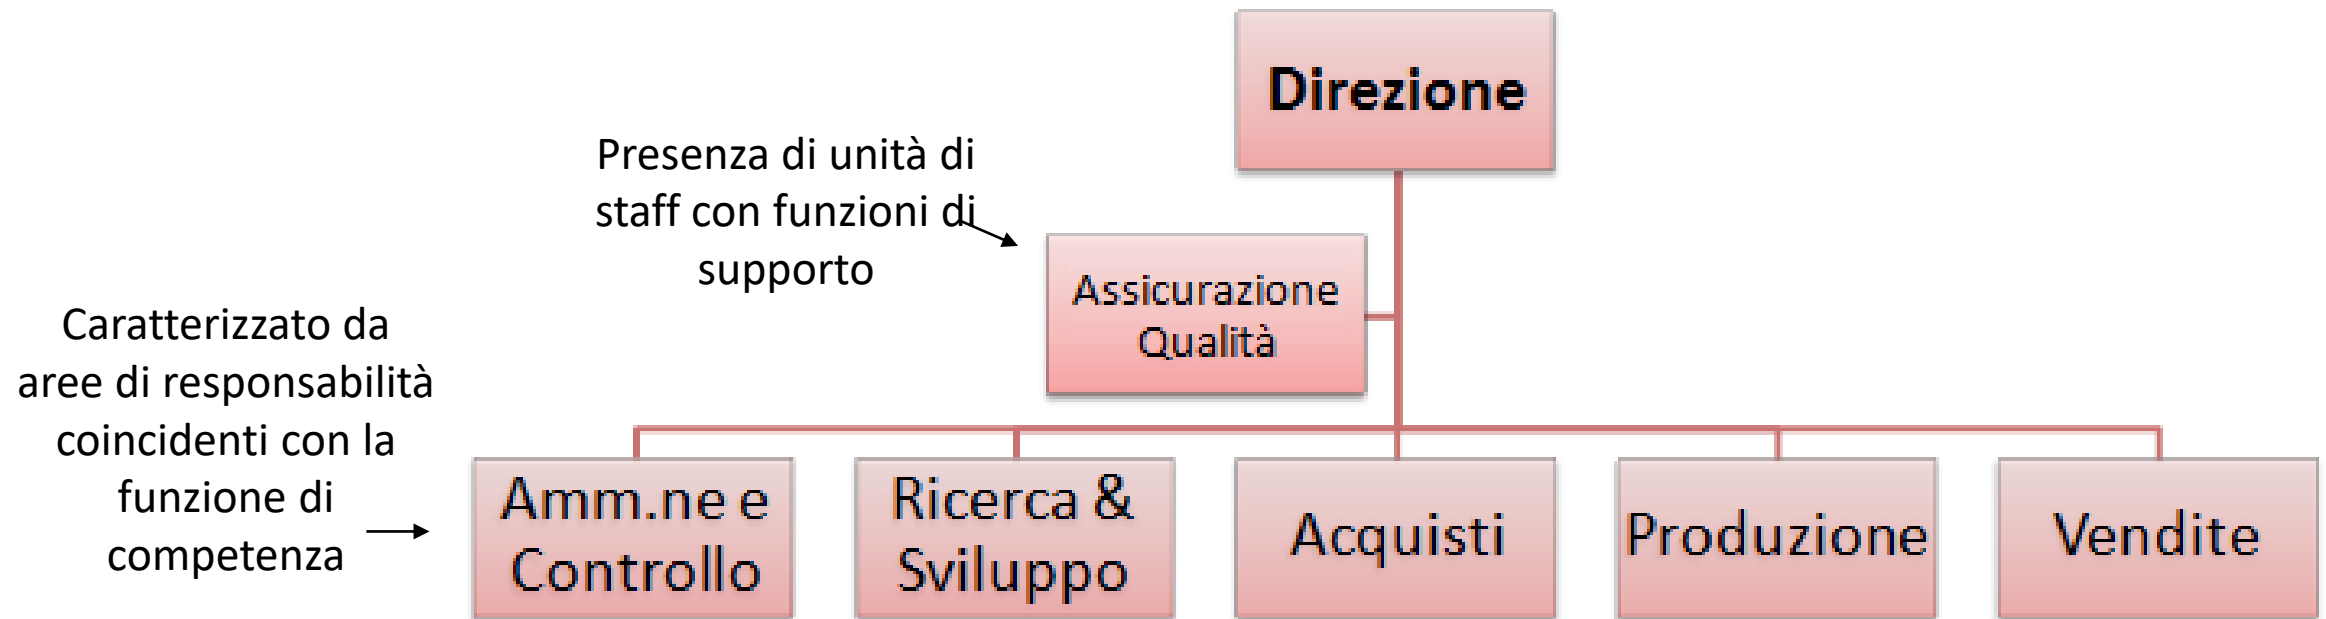 Direzione
Presenza di unità di
staff con funzioni di
supporto
Assicurazione
Qualità
Caratterizzato da
aree di responsabilità
coincidenti con la
funzione di
competenza
Amm.ne e
Controllo
Ricerca &
Sviluppo
Acquisti
Produzione
Vendite